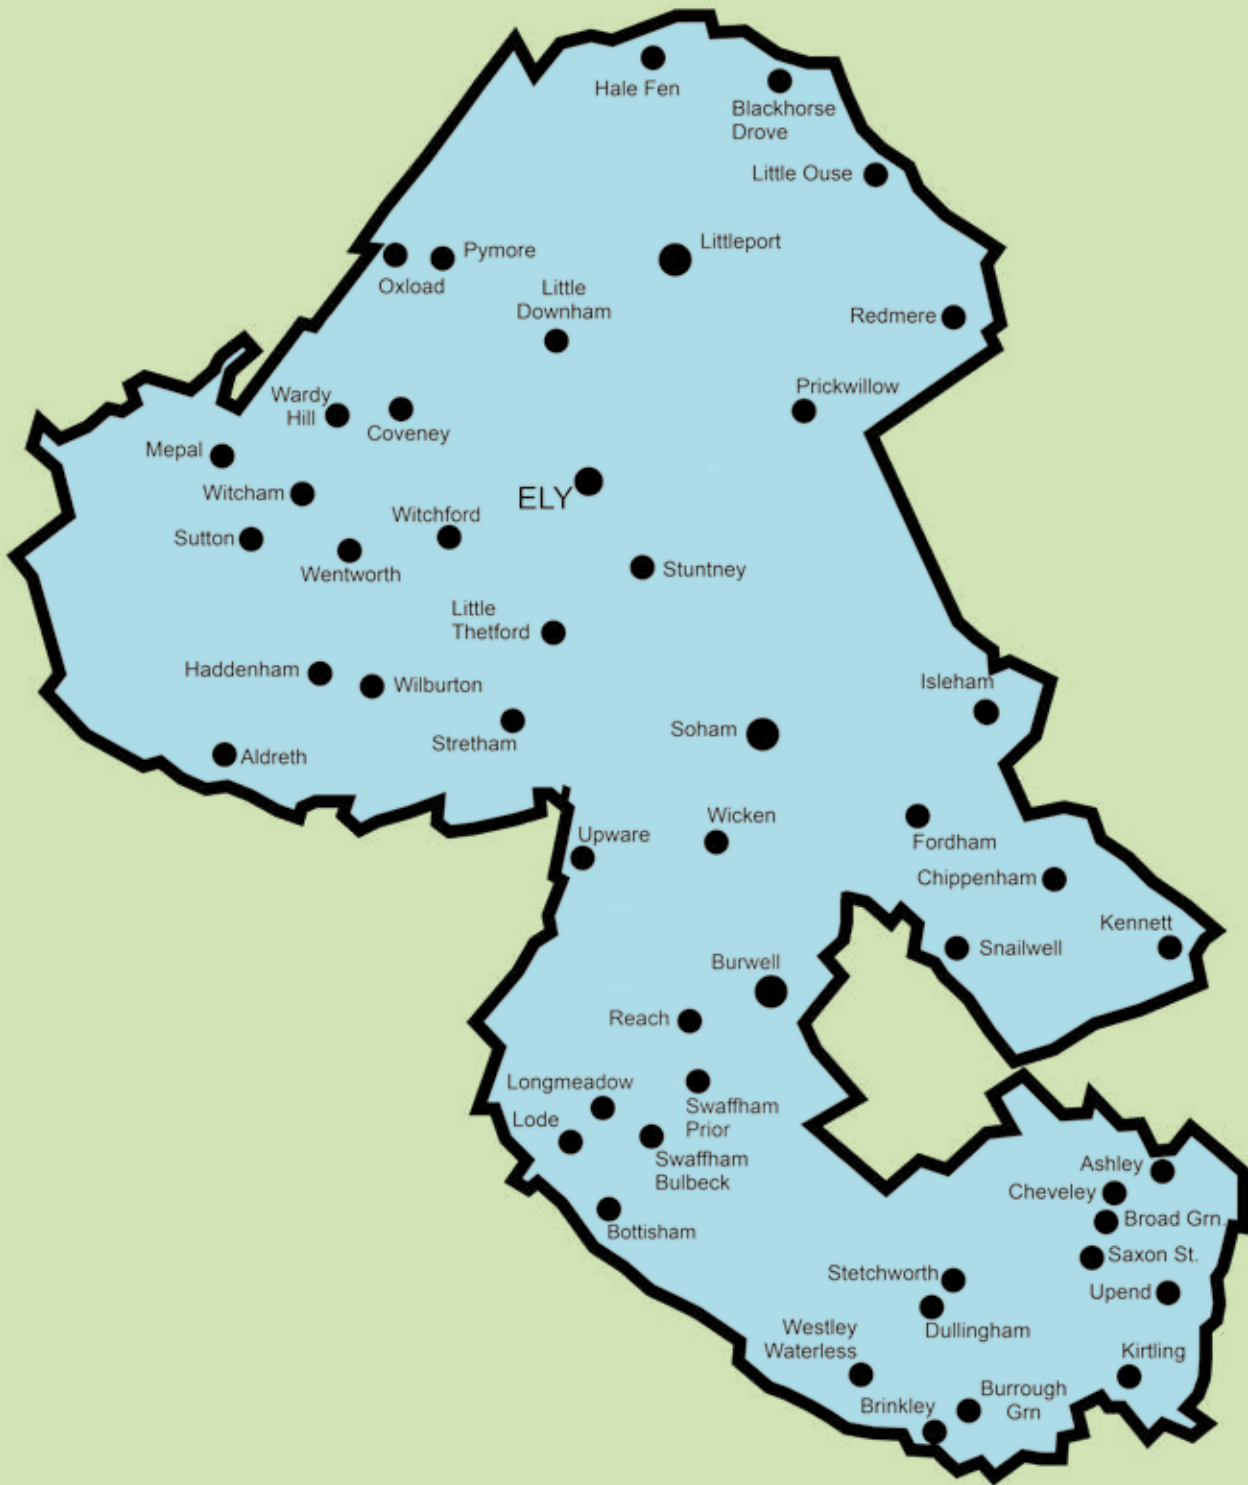 Hale Fen
Blackhorse
Drove
Little Ouse
Littleport
Pymore
Oxload
Little
Downham
Redmere
Prickwillow
Wardy
Hill
Coveney
Mepal
Witcham
ELY
Witchford
Sutton
Wentworth
Stuntney
Little
Thetford
Haddenham
Wilburton
Isleham
Soham
Stretham
Aldreth
Wicken
Upware
Fordham
Chippenham
Kennett
Snailwell
Burwell
Reach
Longmeadow
Swaffham
Prior
Lode
Swaffham
Bulbeck
Ashley
Cheveley
Broad Grn.
Bottisham
Saxon St.
Stetchworth
Upend
Dullingham
Westley
Waterless
Kirtling
Burrough
Grn
Brinkley